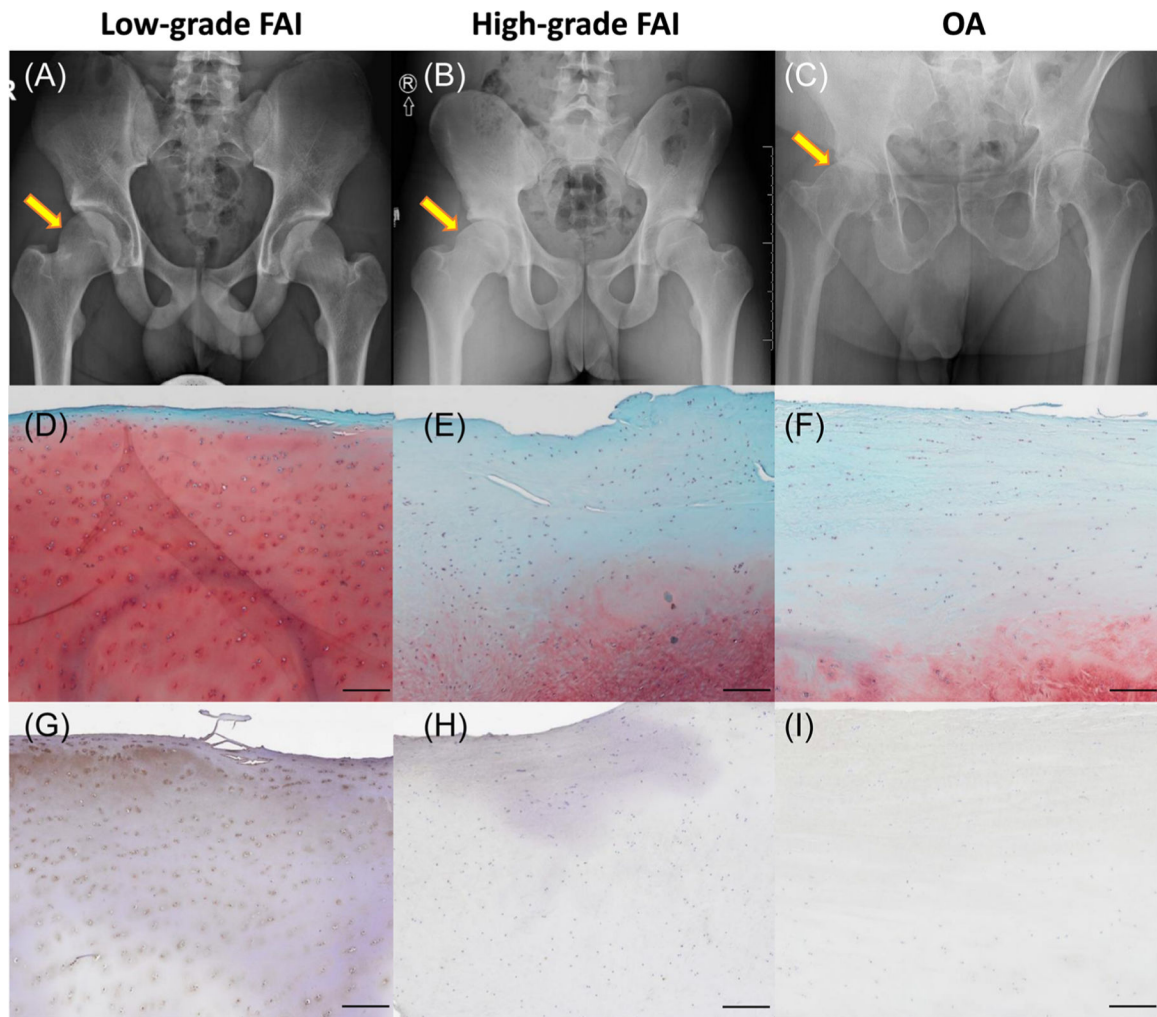 Low-grade FAI High-grade FAI OA
(A) (B) (C)
R
R
(D) (E) (F)
(G) (H) (I)